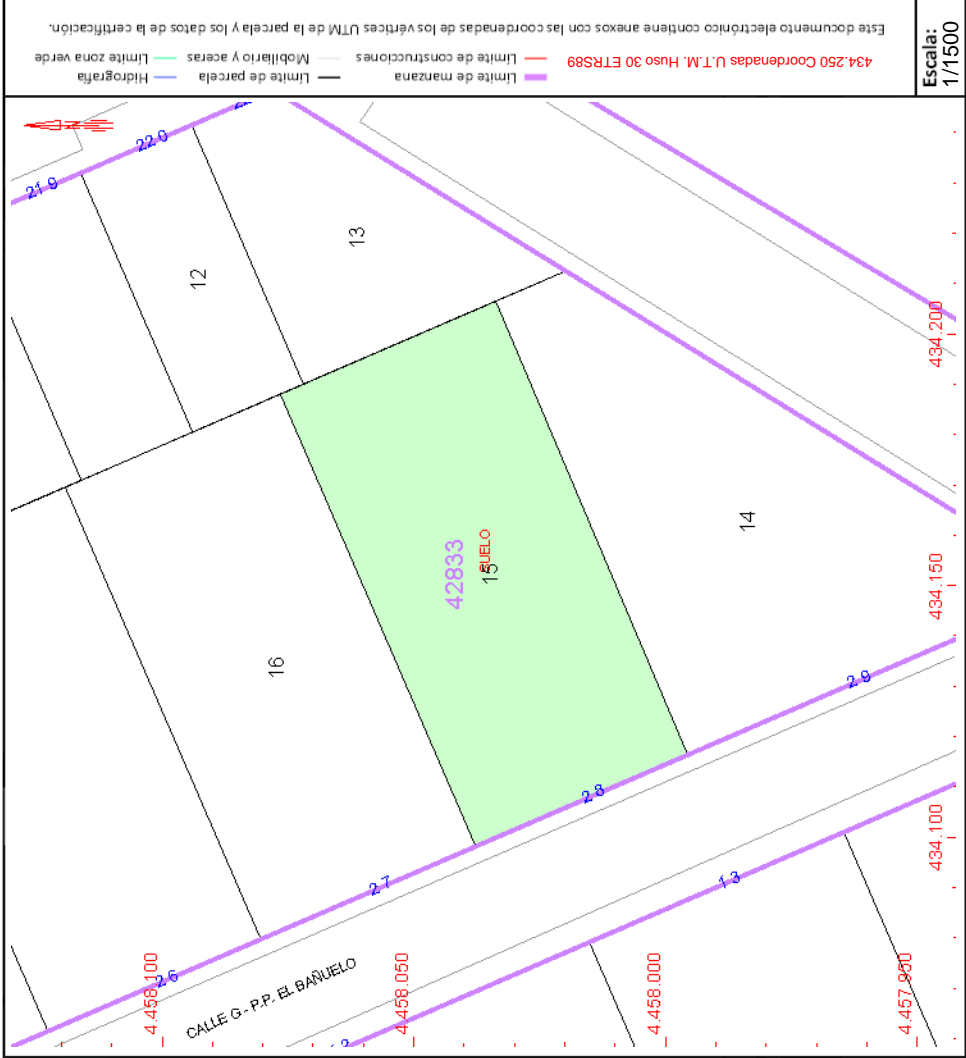 Este documento electrónico contiene anexos con las coordenadas de los vértices UTM de la parcela y los datos de la certificación.
434.250 Coordenadas U.T.M. Huso 30 ETRS89
Límite de manzana
Límite de construcciones
Límite de parcela
Mobiliario y aceras
Hidrografía
Límite zona verde
Escala:
1/1500
N
21 9
22 0
12
13
434.200
42833
SUELO
15
14
434.150
16
2 9
2 8
434.100
2 7
1 3
2 6
CALLE G - P.P. EL BAÑUELO
4.458.100
4.458.050
4.458.000
4.457.950